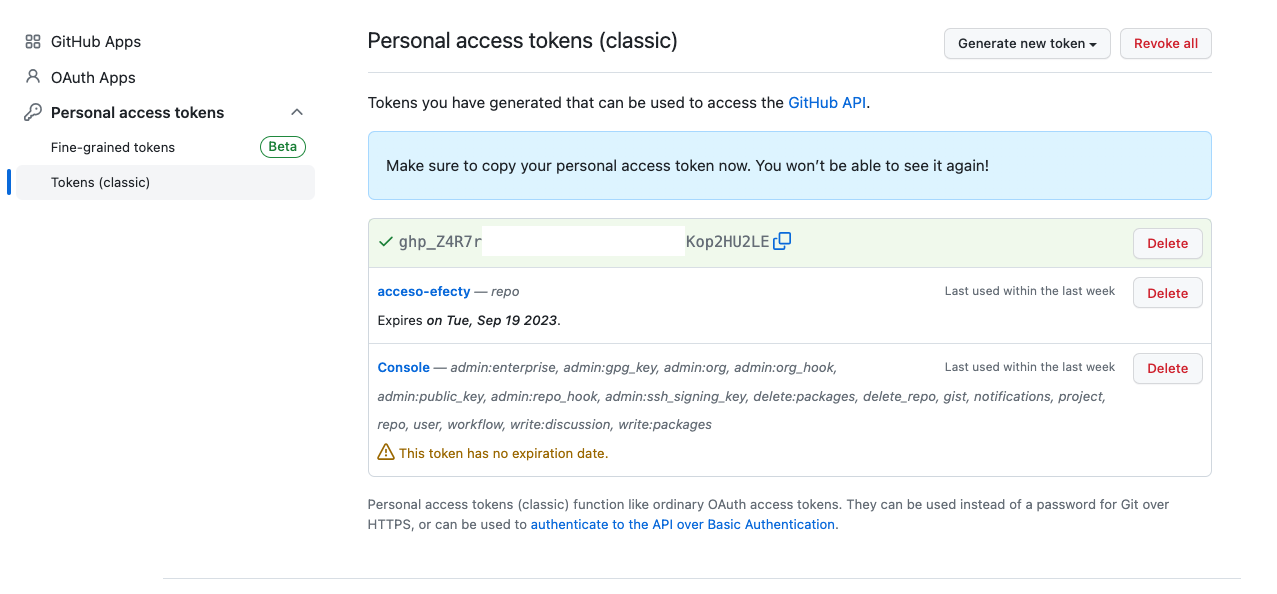 GitHub Apps
OAuth Apps
Personal access tokens
Fine-grained tokens Beta
Tokens (classic)
Personal access tokens (classic)
Generate new token Revoke all
Tokens you have generated that can be used to access the GitHub API.
Make sure to copy your personal access token now. You won’t be able to see it again!
ghp_Z4R7r Kop2HU2LE Delete
acceso-efecty — repo Last used within the last week Delete
Expires on Tue, Sep 19 2023.
Console — admin:enterprise, admin:gpg_key, admin:org, admin:org_hook, Last used within the last week Delete
admin:public_key, admin:repo_hook, admin:ssh_signing_key, delete:packages, delete_repo, gist, notifications, project,
repo, user, workflow, write:discussion, write:packages
This token has no expiration date.
Personal access tokens (classic) function like ordinary OAuth access tokens. They can be used instead of a password for Git over
HTTPS, or can be used to authenticate to the API over Basic Authentication.